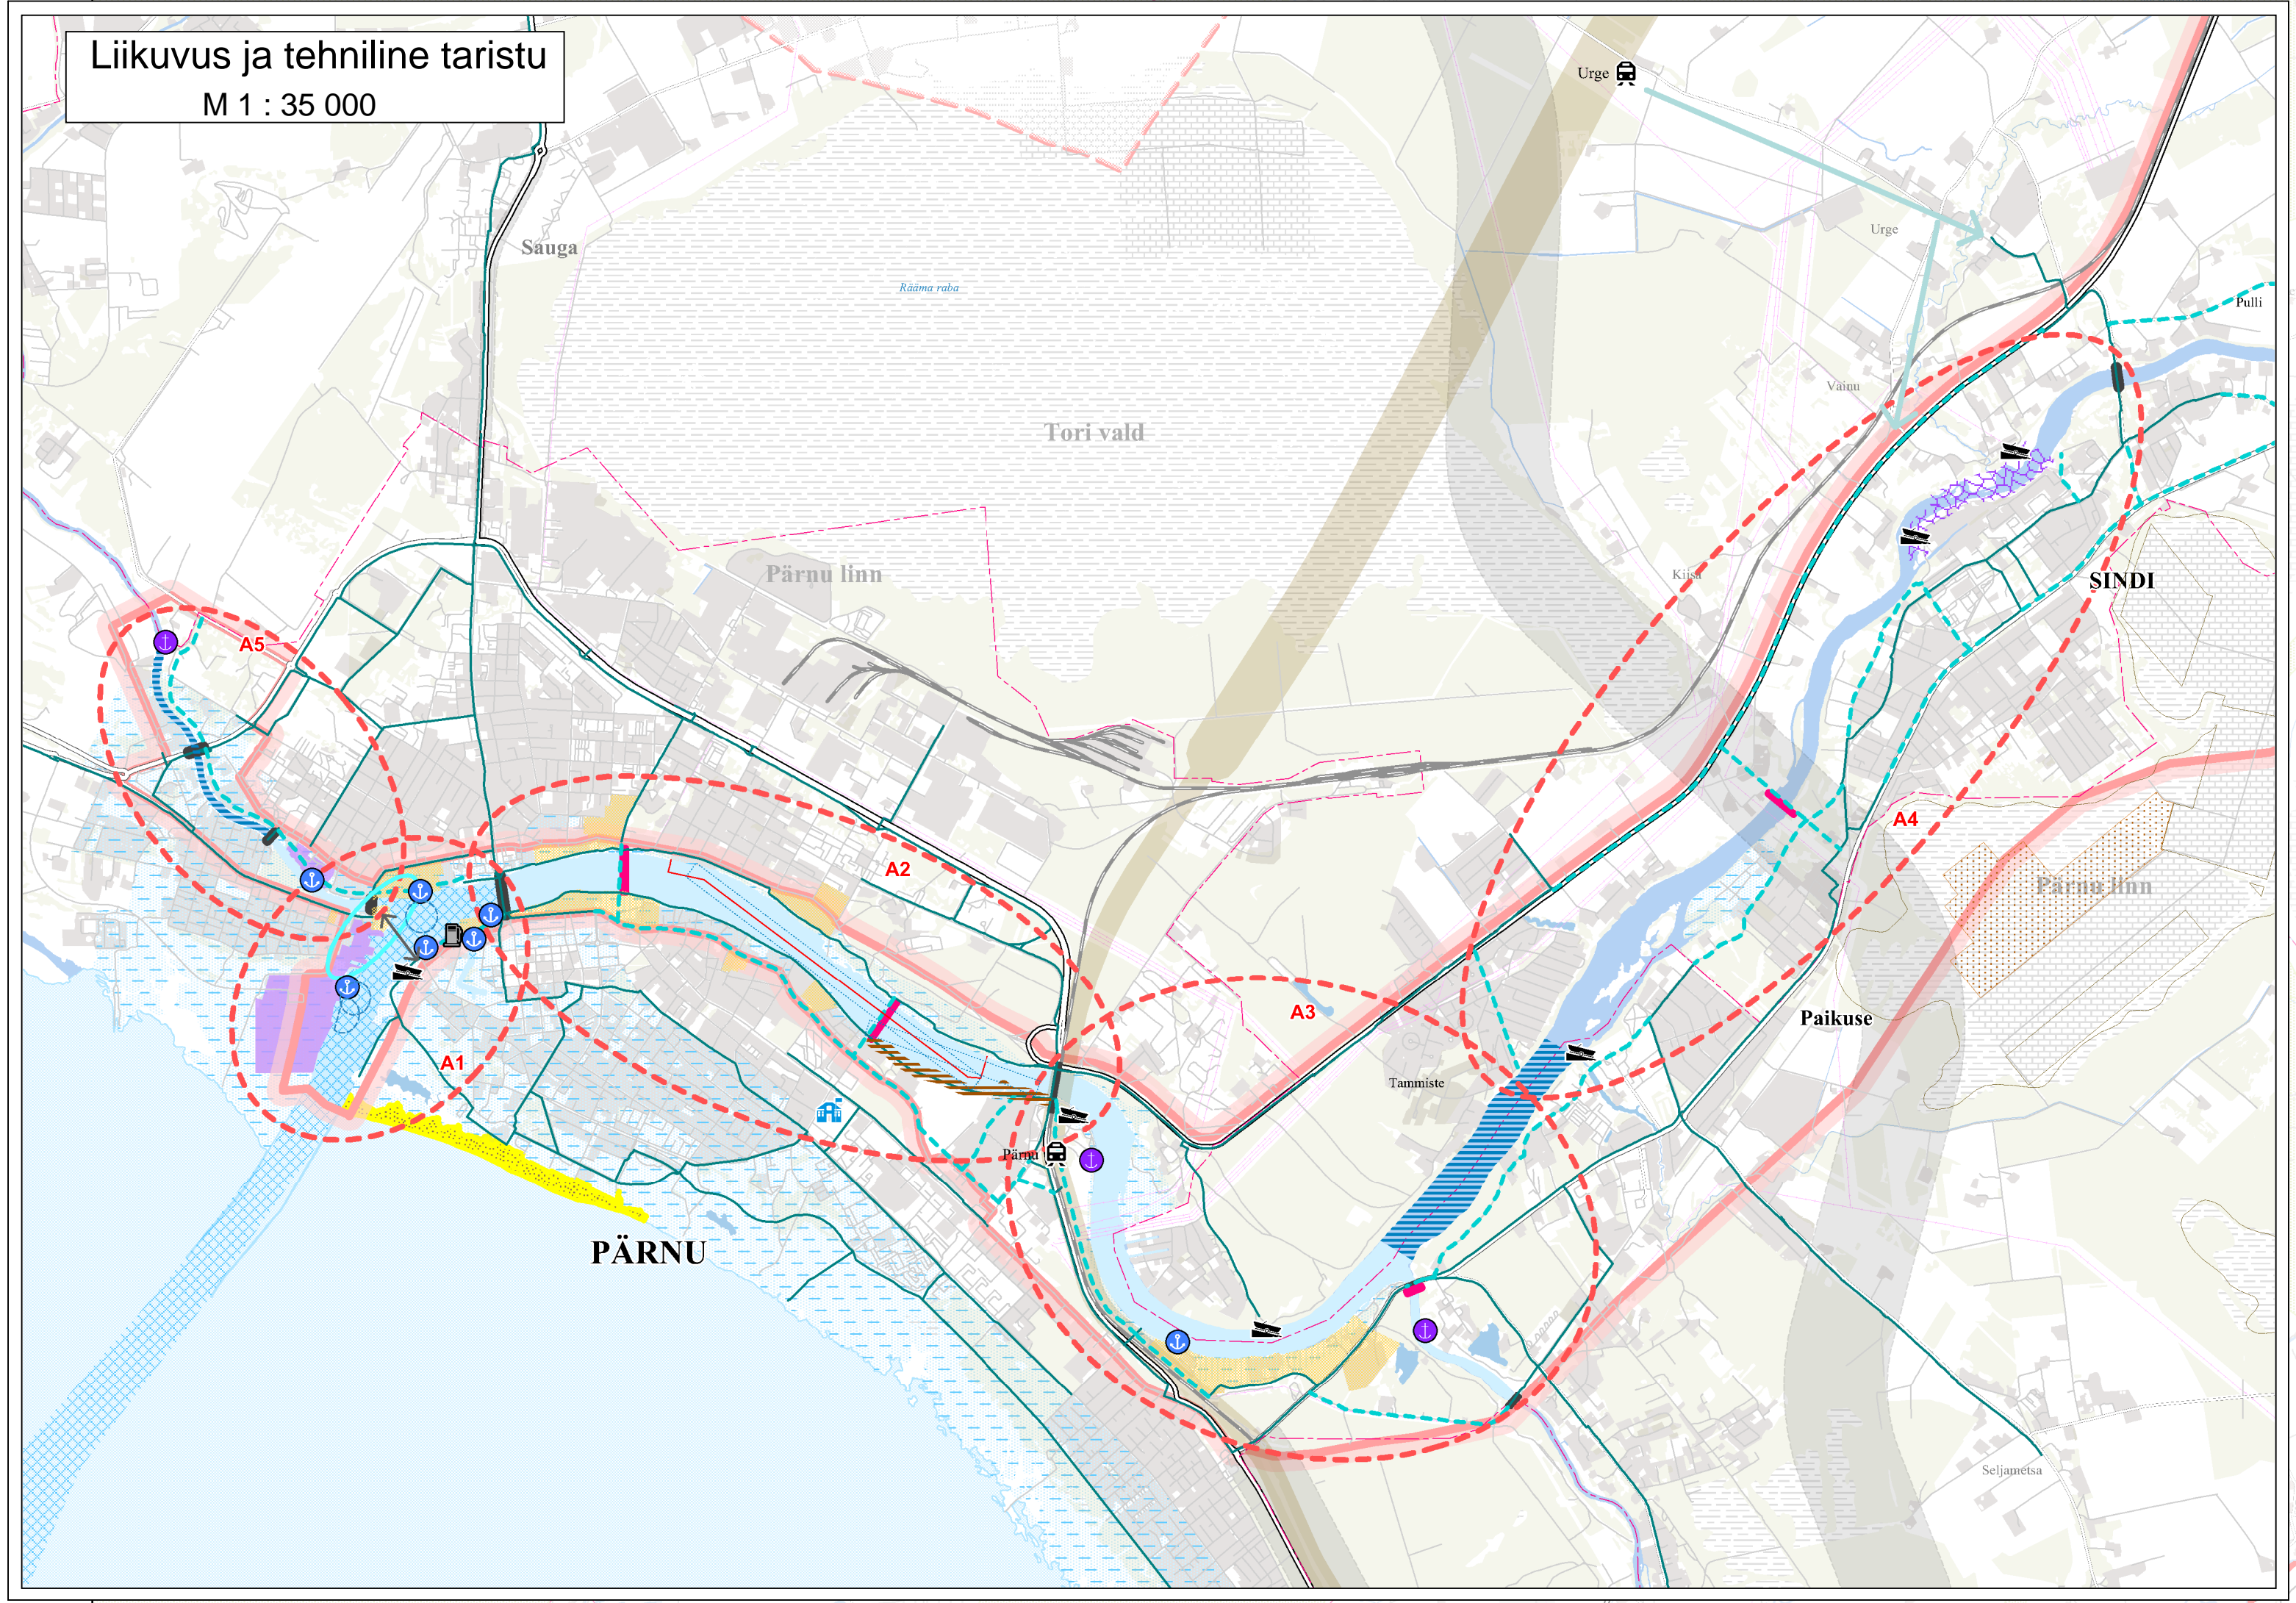 Liikuvus ja tehniline taristu
M 1 : 35 000
Urge
Urge
Sauga
Rääma raba
Pulli
Vainu
Tori vald
Pärnu linn
Kiisa
SINDI
A5
A4
A2
Pärnu linn
A3
Paikuse
A1
Tammiste
Pärnu
PÄRNU
Seljametsa